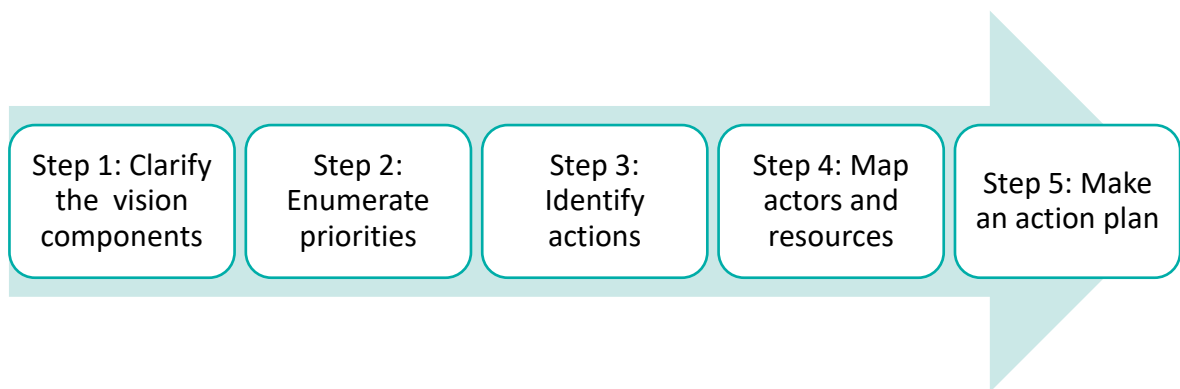 Step 1: Clarify
the vision
components
Step 2:
Enumerate
priorities
Step 3:
Identify
actions
Step 4: Map
actors and
resources
Step 5: Make
an action plan